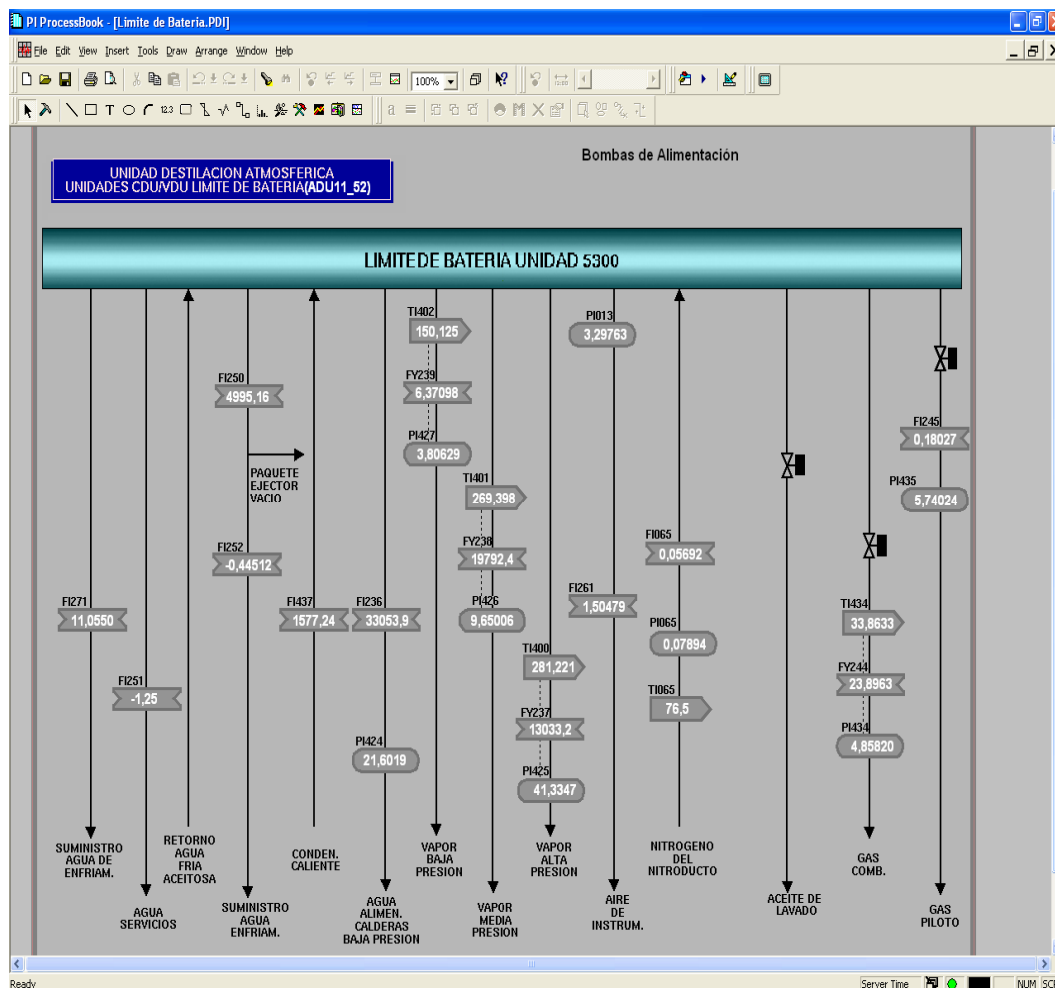 PI ProcessBook - [Limite de Bateria.PDI]
File Edit View Insert Tools Draw Arrange Window Help
100%
T 123
a
Bombas de Alimentación
UNIDAD DESTILACION ATMOSFERICA
UNIDADES CDU/VDU LIMITE DE BATERIA(ADU11_52)
LIMITE DE BATERIA UNIDAD 5300
TI402
150,125
PI013
3,29763
FI250
4995,16
FY239
6,37098
FI245
0,18027
PI427
3,80629
PAQUETE
EJECTOR
VACIO
TI401
269,398
PI435
5,74024
FI252
-0,44512
FY238
19792,4
FI065
0,05692
FI271
11,0550
FI437
1577,24
FI236
33053,9
PI426
9,65006
FI261
1,50479
TI434
33,8633
PI065
0,07894
TI400
281,221
FI251
-1,25
FY244
23,8963
TI065
76,5
FY237
13033,2
PI424
21,6019
PI434
4,85820
PI425
41,3347
SUMINISTRO
AGUA DE
ENFRIAM.
AGUA
SERVICIOS
RETORNO
AGUA
FRIA
ACEITOSA
SUMINISTRO
AGUA
ENFRIAM.
CONDEN.
CALIENTE
AGUA
ALIMEN.
CALDERAS
BAJA PRESION
VAPOR
BAJA
PRESION
VAPOR
MEDIA
PRESION
VAPOR
ALTA
PRESION
AIRE
DE
INSTRUM.
NITROGENO
DEL
NITRODUCTO
ACEITE DE
LAVADO
GAS
COMB.
GAS
PILOTO
Ready
Server Time
NUM